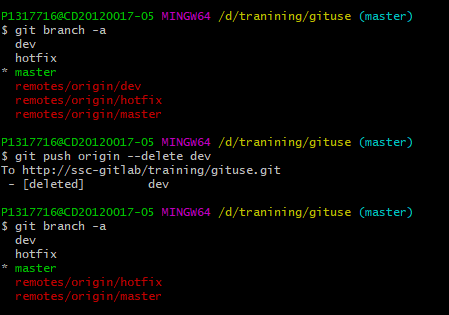 P1317716@CD20120017-05 MINGW64 /d/tranining/gituse (master)
$ git branch -a
  dev
  hotfix
* master
  remotes/origin/dev
  remotes/origin/hotfix
  remotes/origin/master
P1317716@CD20120017-05 MINGW64 /d/tranining/gituse (master)
$ git push origin --delete dev
To http://ssc-gitlab/training/gituse.git
 - [deleted]         dev
P1317716@CD20120017-05 MINGW64 /d/tranining/gituse (master)
$ git branch -a
  dev
  hotfix
* master
  remotes/origin/hotfix
  remotes/origin/master